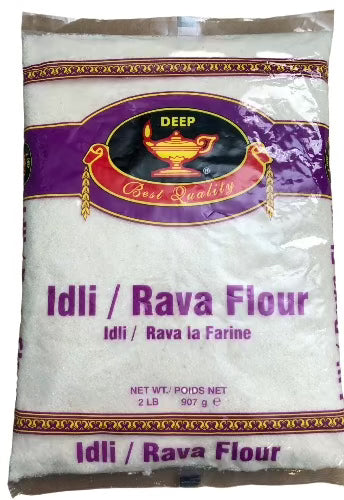 DEEP
®
Best Quality
Idli / Rava Flour
Idli / Rava la Farine
NET WT./ POIDS NET
2 LB 907 g ℮
Idli / Rava Flour